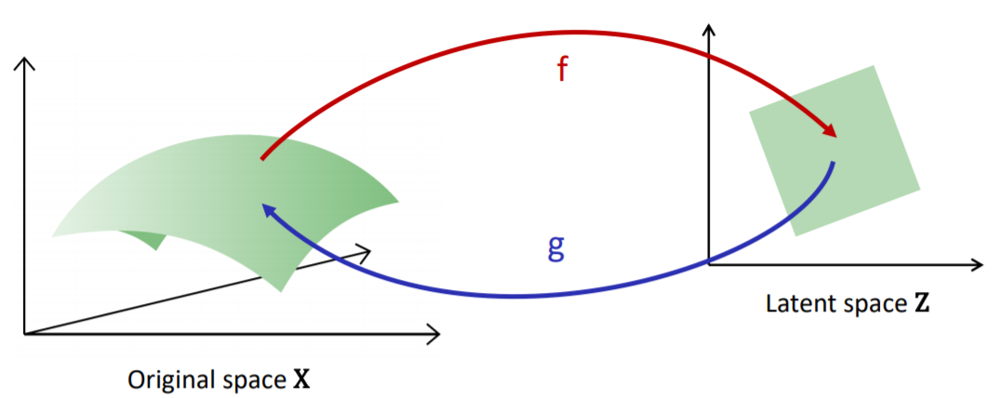 f
g
Latent space Z
Original space X